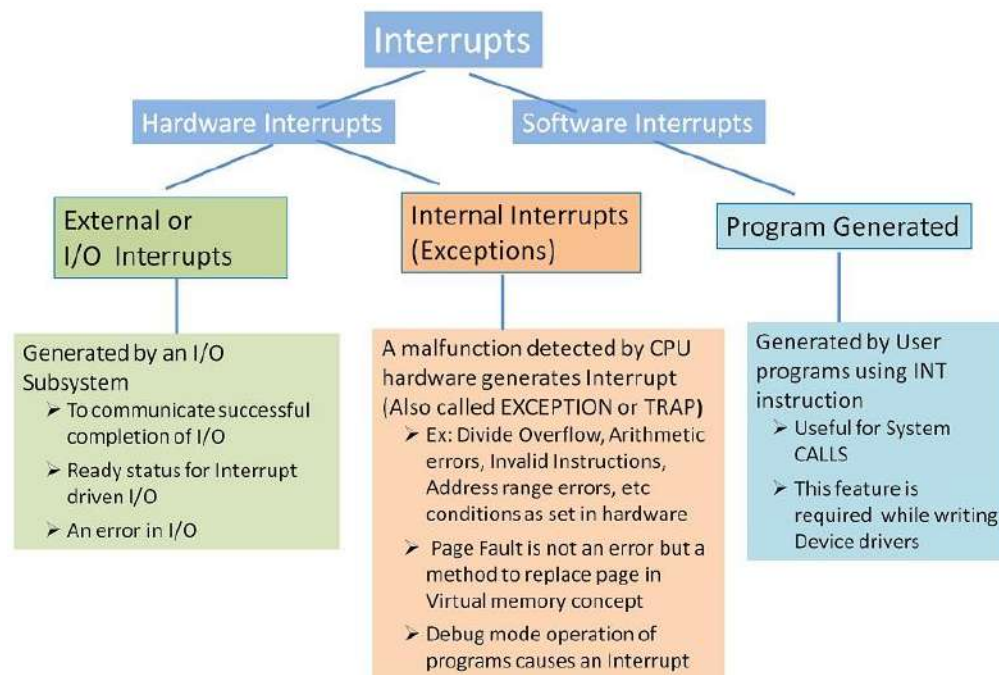 Interrupts
Hardware Interrupts
Software Interrupts
External or
I/O Interrupts
Internal Interrupts
(Exceptions)
Program Generated
Generated by an I/O
Subsystem
➢ To communicate successful
completion of I/O
➢ Ready status for Interrupt
driven I/O
➢ An error in I/O
A malfunction detected by CPU
hardware generates Interrupt
(Also called EXCEPTION or TRAP)
➢ Ex: Divide Overflow, Arithmetic
errors, Invalid Instructions,
Address range errors, etc
conditions as set in hardware
➢ Page Fault is not an error but a
method to replace page in
Virtual memory concept
➢ Debug mode operation of
programs causes an Interrupt
Generated by User
programs using INT
instruction
➢ Useful for System
CALLS
➢ This feature is
required while writing
Device drivers